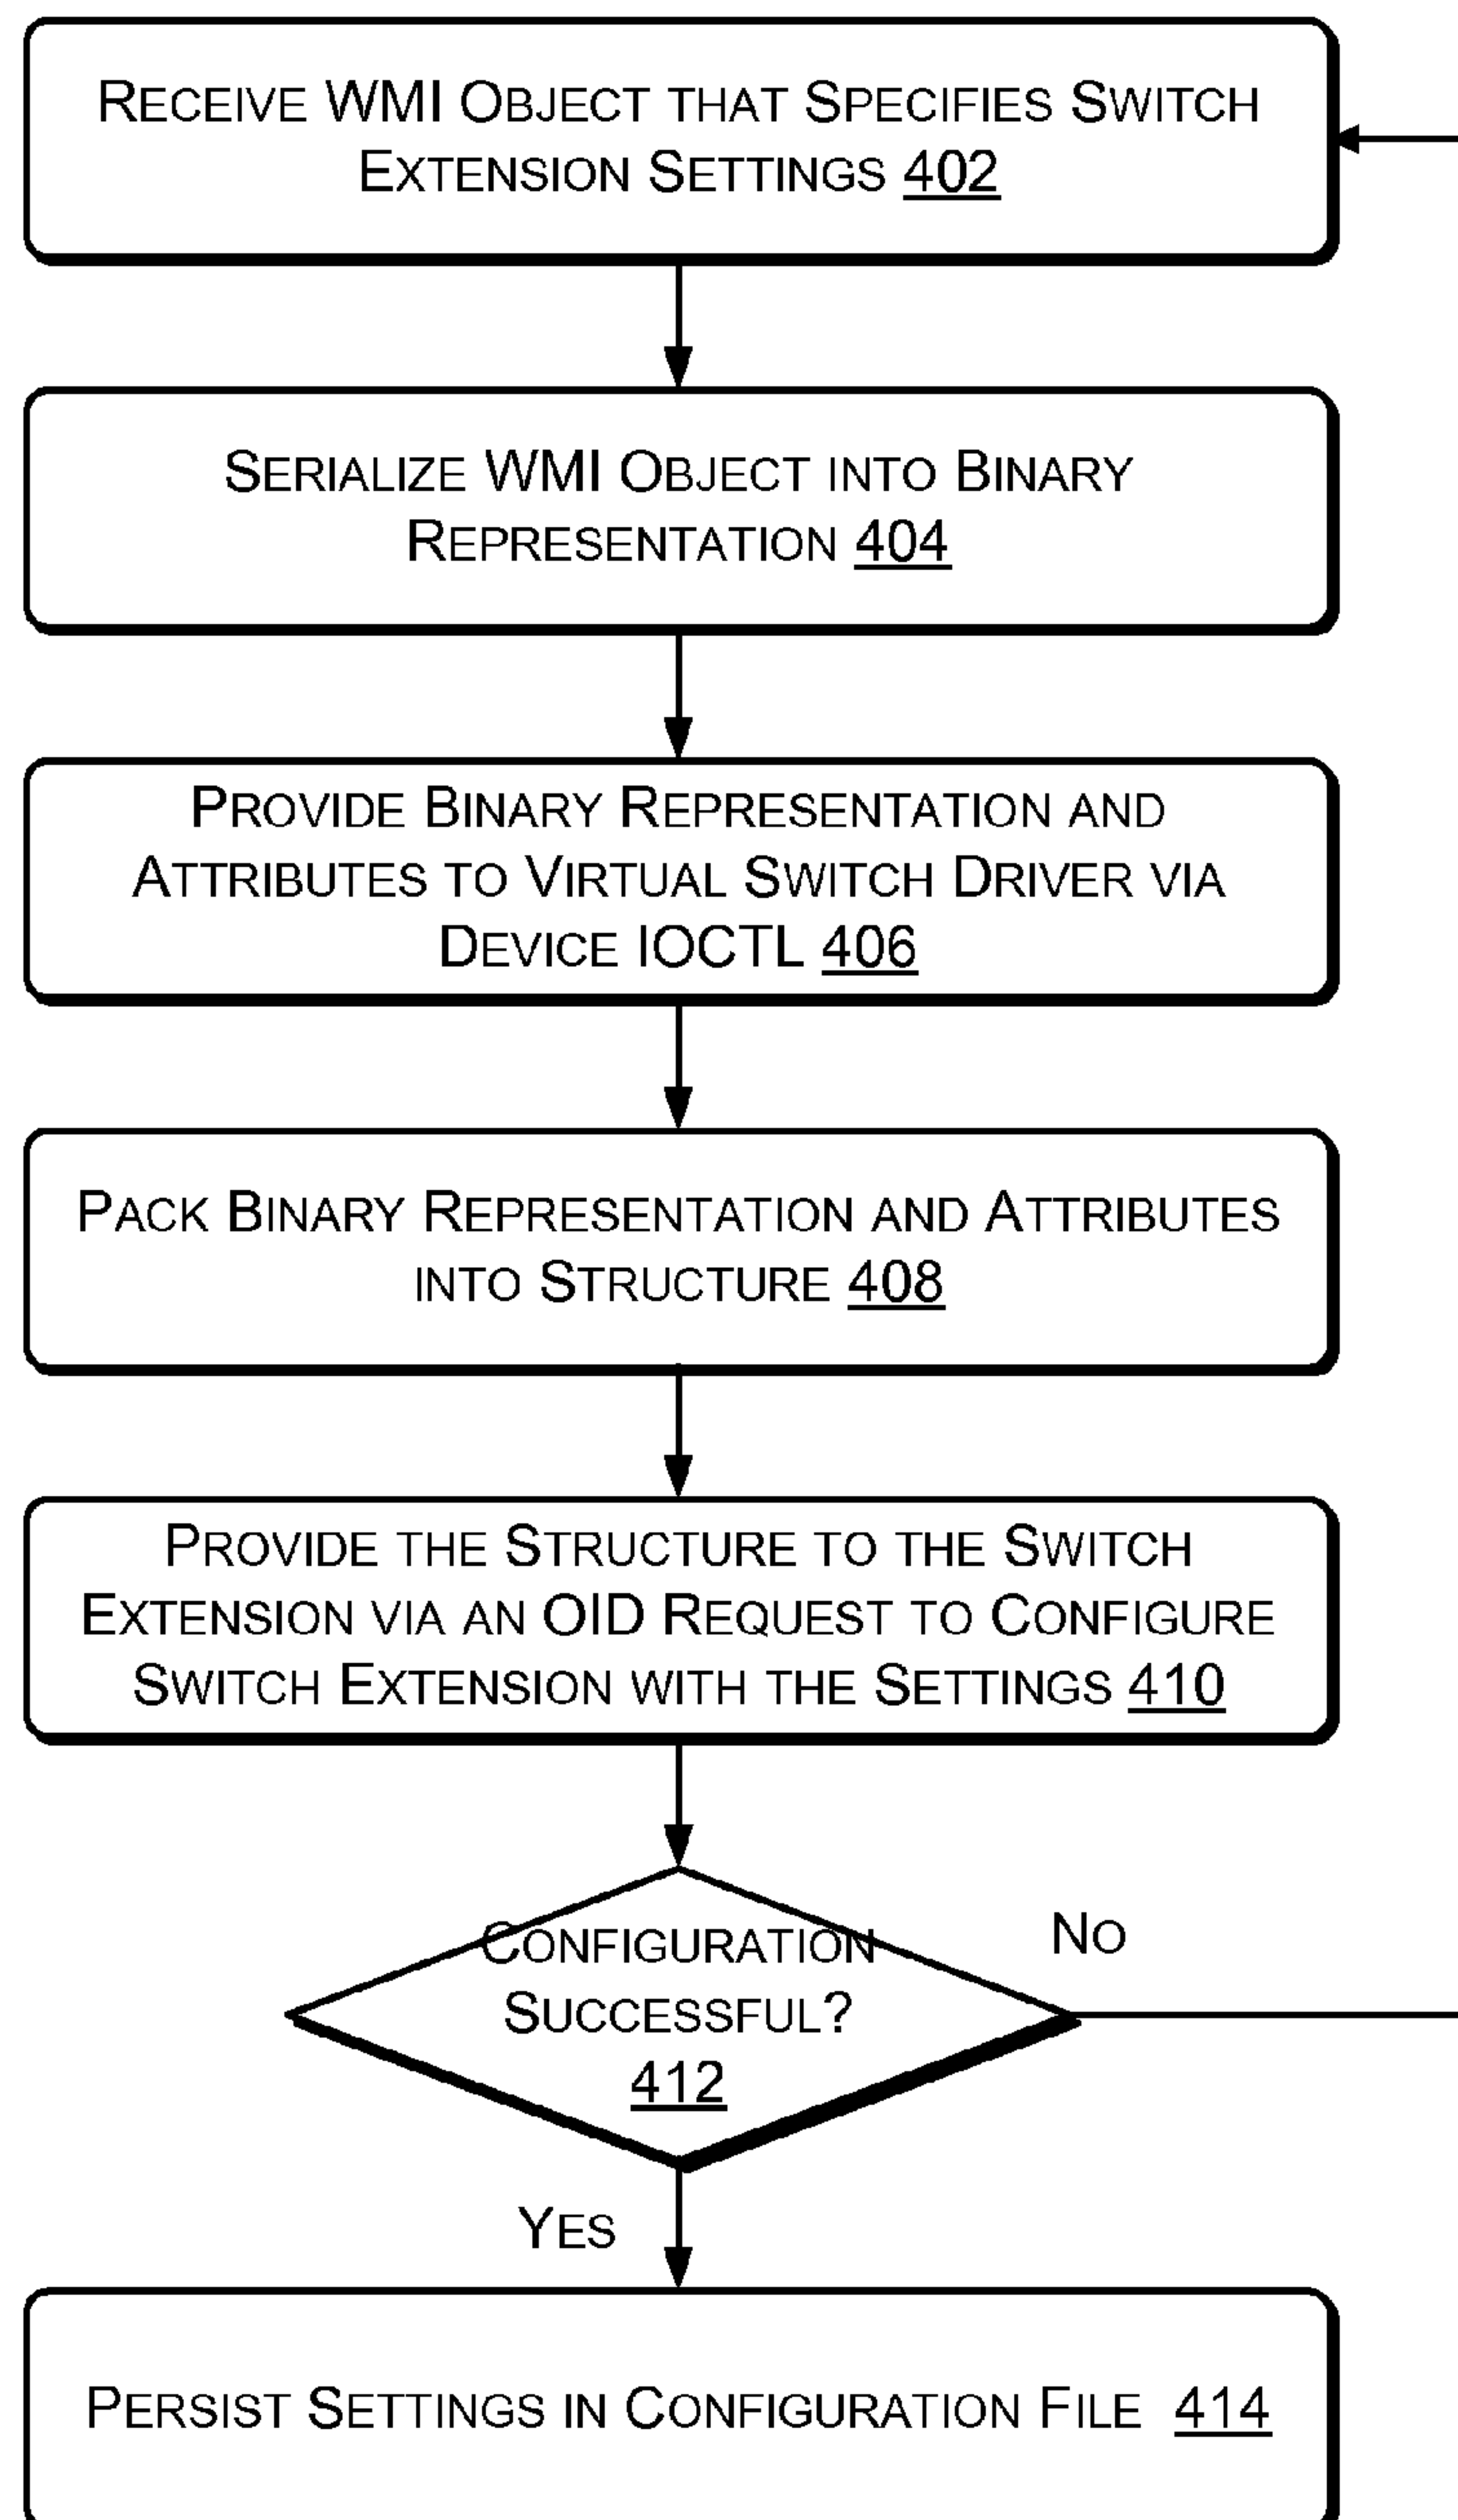 RECEIVE WMI OBJECT THAT SPECIFIES SWITCH
EXTENSION SETTINGS 402
SERIALIZE WMI OBJECT INTO BINARY
REPRESENTATION 404
PROVIDE BINARY REPRESENTATION AND
ATTRIBUTES TO VIRTUAL SWITCH DRIVER VIA
DEVICE IOCTL 406
PACK BINARY REPRESENTATION AND ATTRIBUTES
INTO STRUCTURE 408
PROVIDE THE STRUCTURE TO THE SWITCH
EXTENSION VIA AN OID REQUEST TO CONFIGURE
SWITCH EXTENSION WITH THE SETTINGS 410
CONFIGURATION
SUCCESSFUL?
412
NO
YES
PERSIST SETTINGS IN CONFIGURATION FILE 414